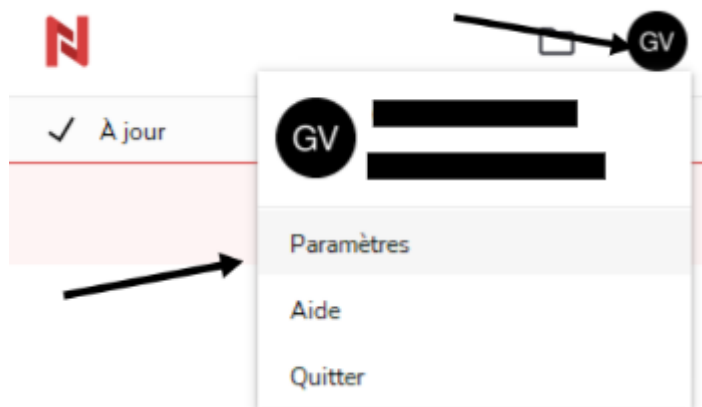 N
GV
À jour
GV
Paramètres
Aide
Quitter